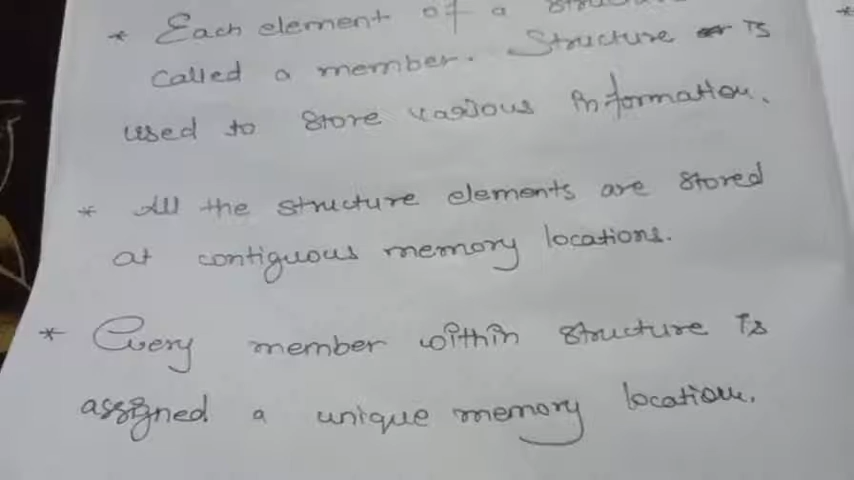 * Each element of a structure
called a member. Structure is
used to store various information.
* All the structure elements are stored
at contiguous memory locations.
* Every member within structure is
assigned a unique memory location.